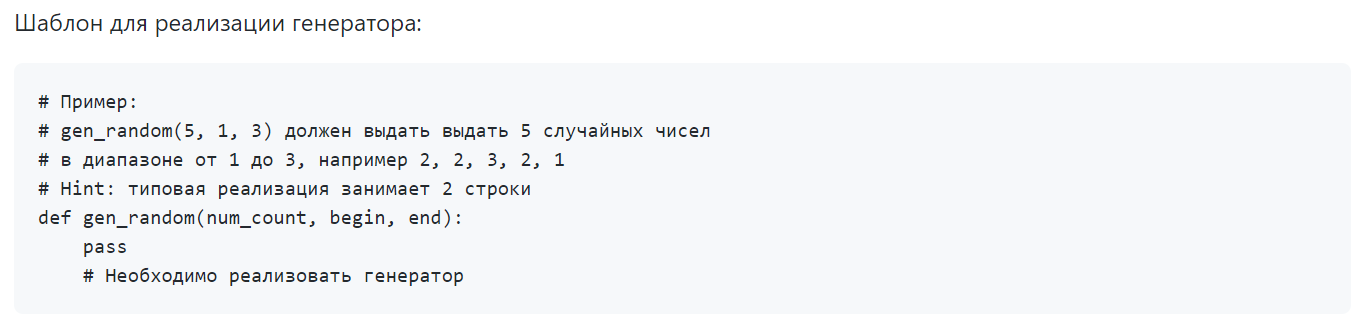 Шаблон для реализации генератора:
# Пример:
# gen_random(5, 1, 3) должен выдать выдать 5 случайных чисел
# в диапазоне от 1 до 3, например 2, 2, 3, 2, 1
# Hint: типовая реализация занимает 2 строки
def gen_random(num_count, begin, end):
    pass
    # Необходимо реализовать генератор